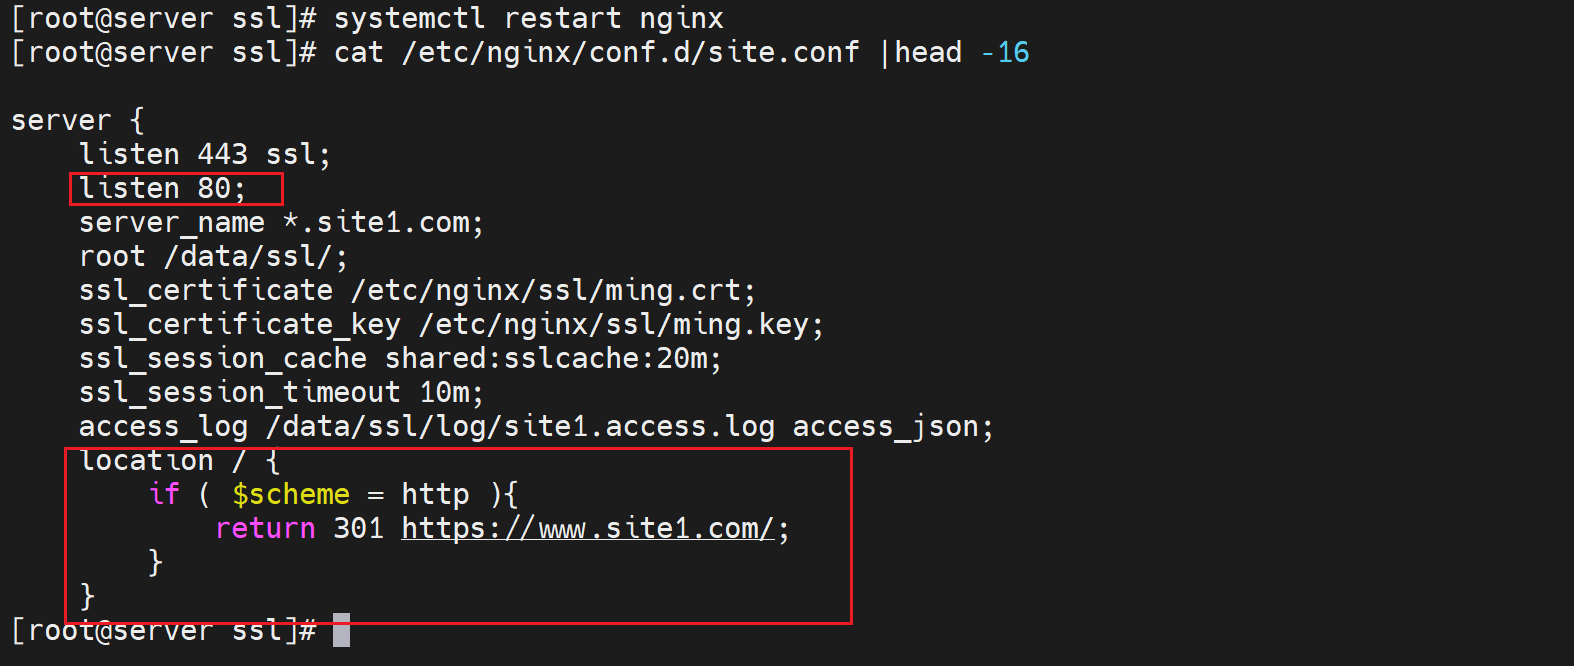 [root@server ssl]# systemctl restart nginx
[root@server ssl]# cat /etc/nginx/conf.d/site.conf |head -16
server {
    listen 443 ssl;
    listen 80;
    server_name *.site1.com;
    root /data/ssl/;
    ssl_certificate /etc/nginx/ssl/ming.crt;
    ssl_certificate_key /etc/nginx/ssl/ming.key;
    ssl_session_cache shared:sslcache:20m;
    ssl_session_timeout 10m;
    access_log /data/ssl/log/site1.access.log access_json;
    location / {
        if ( $scheme = http ){
            return 301 https://www.site1.com/;
        }
    }
[root@server ssl]#